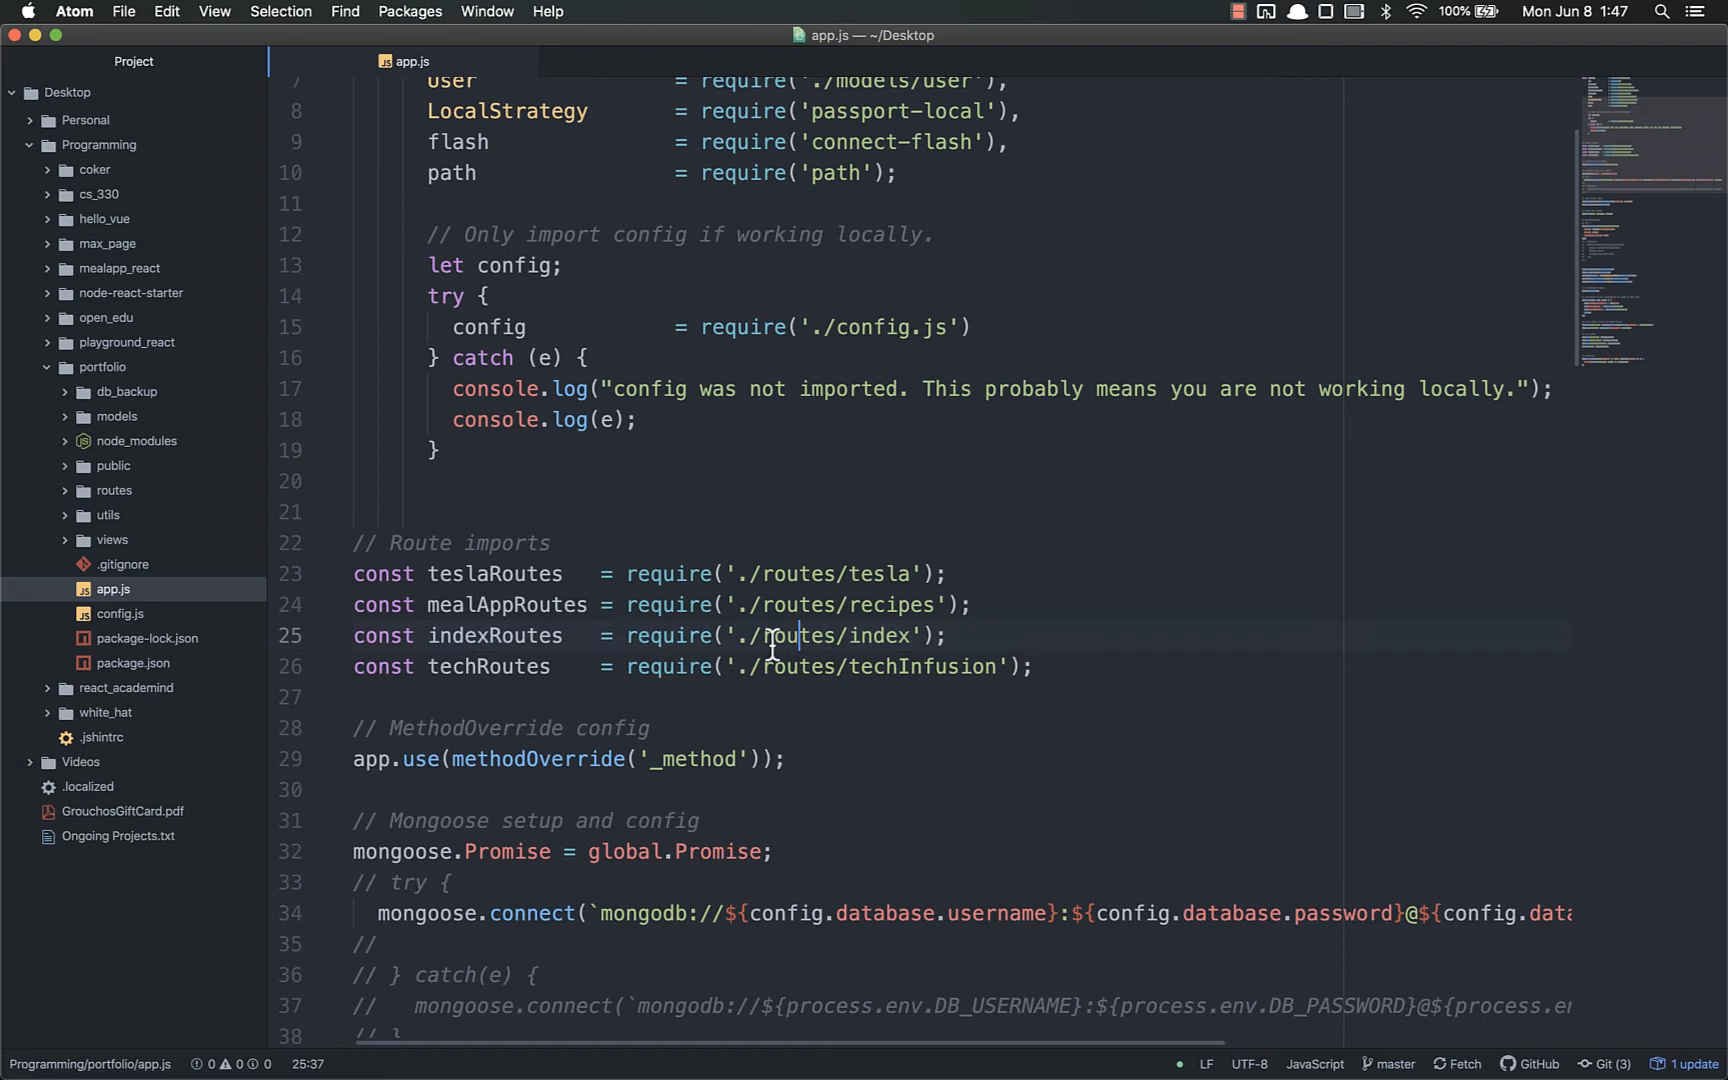 Atom File Edit View Selection Find Packages Window Help 100% Mon Jun 8 1:47
app.js — ~/Desktop
Project
app.js
Desktop
Personal
Programming
coker
cs_330
hello_vue
max_page
mealapp_react
node-react-starter
open_edu
playground_react
portfolio
db_backup
models
node_modules
public
routes
utils
views
.gitignore
app.js
config.js
package-lock.json
package.json
react_academind
white_hat
.jshintrc
Videos
.localized
GrouchosGiftCard.pdf
Ongoing Projects.txt
7 User = require('./models/user'),
8 LocalStrategy = require('passport-local'),
9 flash = require('connect-flash'),
10 path = require('path');
11
12 // Only import config if working locally.
13 let config;
14 try {
15 config = require('./config.js')
16 } catch (e) {
17 console.log("config was not imported. This probably means you are not working locally.");
18 console.log(e);
19 }
20
21
22 // Route imports
23 const teslaRoutes = require('./routes/tesla');
24 const mealAppRoutes = require('./routes/recipes');
25 const indexRoutes = require('./routes/index');
26 const techRoutes = require('./routes/techInfusion');
27
28 // MethodOverride config
29 app.use(methodOverride('_method'));
30
31 // Mongoose setup and config
32 mongoose.Promise = global.Promise;
33 // try {
34 mongoose.connect(`mongodb://${config.database.username}:${config.database.password}@${config.data
35 //
36 // } catch(e) {
37 // mongoose.connect(`mongodb://${process.env.DB_USERNAME}:${process.env.DB_PASSWORD}@${process.en
38 // }
Programming/portfolio/app.js 0 0 0 25:37 LF UTF-8 JavaScript master Fetch GitHub Git (3) 1 update